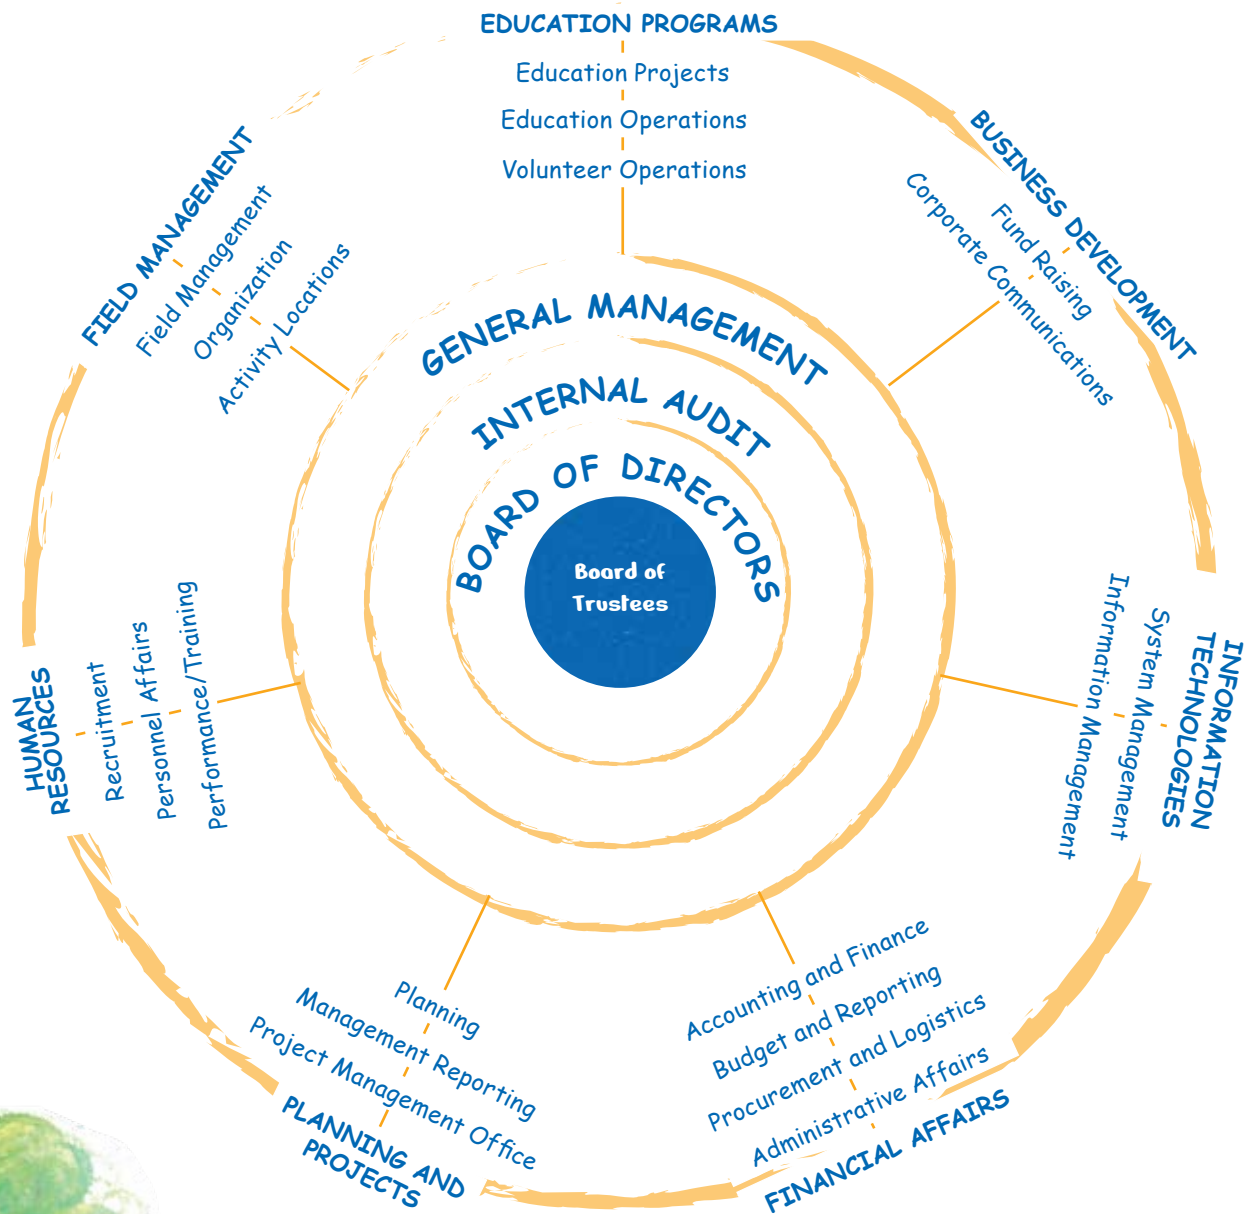 EDUCATION PROGRAMS
Education Projects
Education Operations
Volunteer Operations
BUSINESS DEVELOPMENT
Fund Raising
Corporate Communications
INFORMATION
TECHNOLOGIES
System Management
Information Management
Accounting and Finance
Budget and Reporting
Procurement and Logistics
Administrative Affairs
FINANCIAL AFFAIRS
Planning
Management Reporting
Project Management Office
PLANNING AND
PROJECTS
HUMAN
RESOURCES
Recruitment
Personnel Affairs
Performance/Training
FIELD MANAGEMENT
Field Management
Organization
Activity Locations
GENERAL MANAGEMENT
INTERNAL AUDIT
BOARD OF DIRECTORS
Board of
Trustees